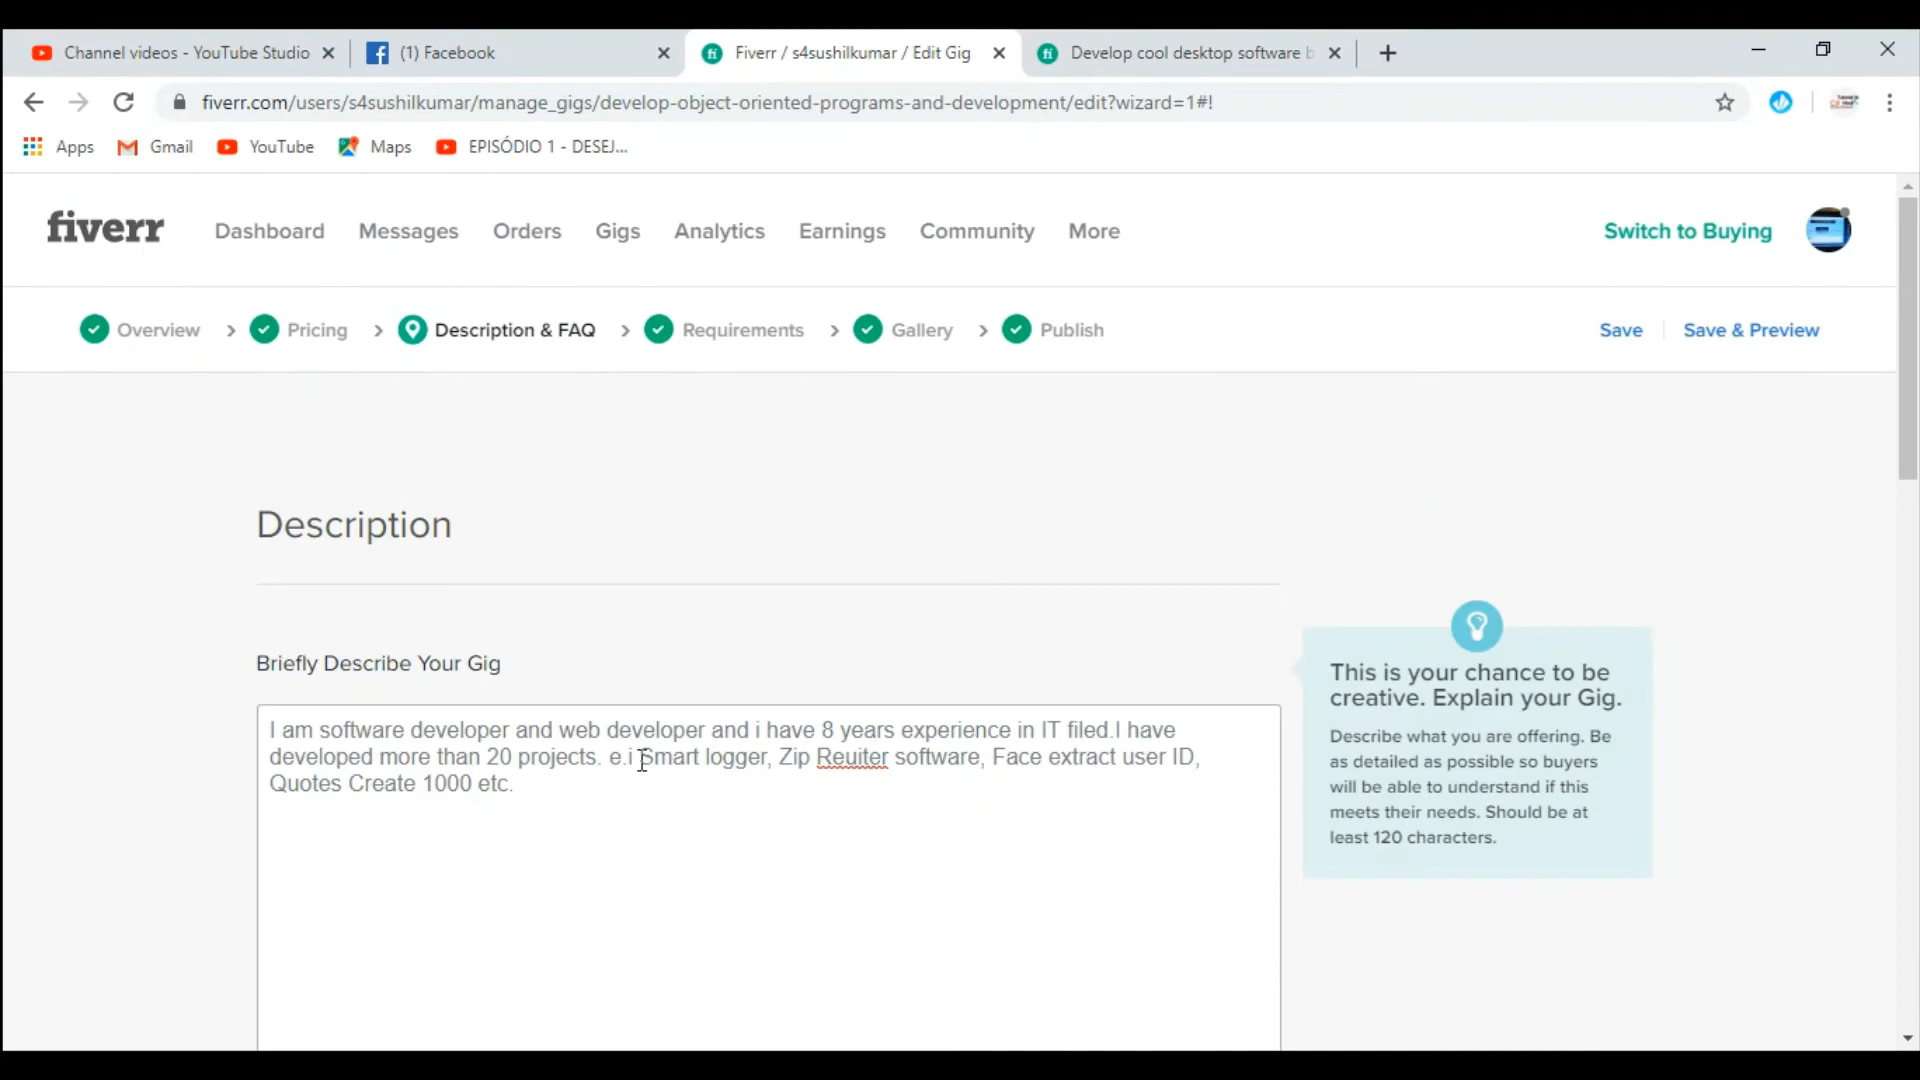 Channel videos - YouTube Studio
(1) Facebook
Fiverr / s4sushilkumar / Edit Gig
Develop cool desktop software b
fiverr.com/users/s4sushilkumar/manage_gigs/develop-object-oriented-programs-and-development/edit?wizard=1#!
Apps Gmail YouTube Maps EPISÓDIO 1 - DESEJ...
fiverr Dashboard Messages Orders Gigs Analytics Earnings Community More Switch to Buying
Overview > Pricing > Description & FAQ > Requirements > Gallery > Publish Save Save & Preview
Description
Briefly Describe Your Gig
I am software developer and web developer and i have 8 years experience in IT filed.I have
developed more than 20 projects. e.i Smart logger, Zip Reuiter software, Face extract user ID,
Quotes Create 1000 etc.
This is your chance to be
creative. Explain your Gig.
Describe what you are offering. Be
as detailed as possible so buyers
will be able to understand if this
meets their needs. Should be at
least 120 characters.